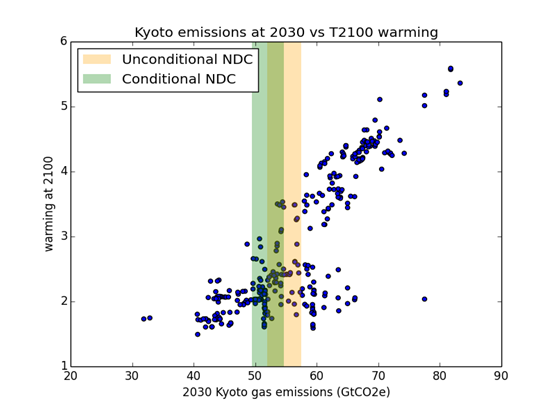 Kyoto emissions at 2030 vs T2100 warming
Unconditional NDC
Conditional NDC
warming at 2100
6
5
4
3
2
1
20 30 40 50 60 70 80 90
2030 Kyoto gas emissions (GtCO2e)